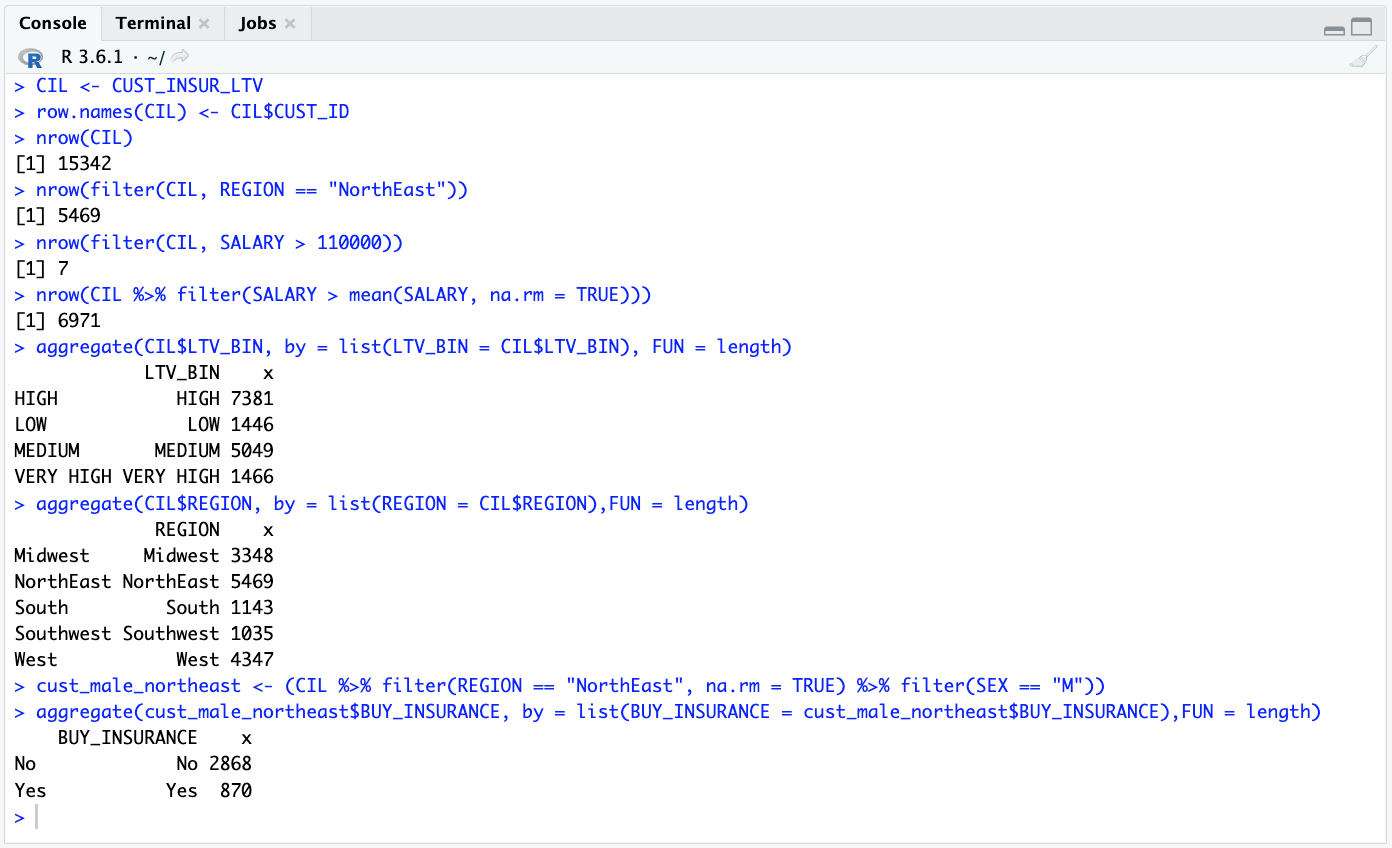 Console Terminal Jobs
R R 3.6.1 · ~/
> CIL <- CUST_INSUR_LTV
> row.names(CIL) <- CIL$CUST_ID
> nrow(CIL)
[1] 15342
> nrow(filter(CIL, REGION == "NorthEast"))
[1] 5469
> nrow(filter(CIL, SALARY > 110000))
[1] 7
> nrow(CIL %>% filter(SALARY > mean(SALARY, na.rm = TRUE)))
[1] 6971
> aggregate(CIL$LTV_BIN, by = list(LTV_BIN = CIL$LTV_BIN), FUN = length)
            LTV_BIN    x
HIGH           HIGH 7381
LOW             LOW 1446
MEDIUM       MEDIUM 5049
VERY HIGH VERY HIGH 1466
> aggregate(CIL$REGION, by = list(REGION = CIL$REGION),FUN = length)
             REGION    x
Midwest     Midwest 3348
NorthEast NorthEast 5469
South         South 1143
Southwest Southwest 1035
West           West 4347
> cust_male_northeast <- (CIL %>% filter(REGION == "NorthEast", na.rm = TRUE) %>% filter(SEX == "M"))
> aggregate(cust_male_northeast$BUY_INSURANCE, by = list(BUY_INSURANCE = cust_male_northeast$BUY_INSURANCE),FUN = length)
    BUY_INSURANCE    x
No             No 2868
Yes           Yes  870
>